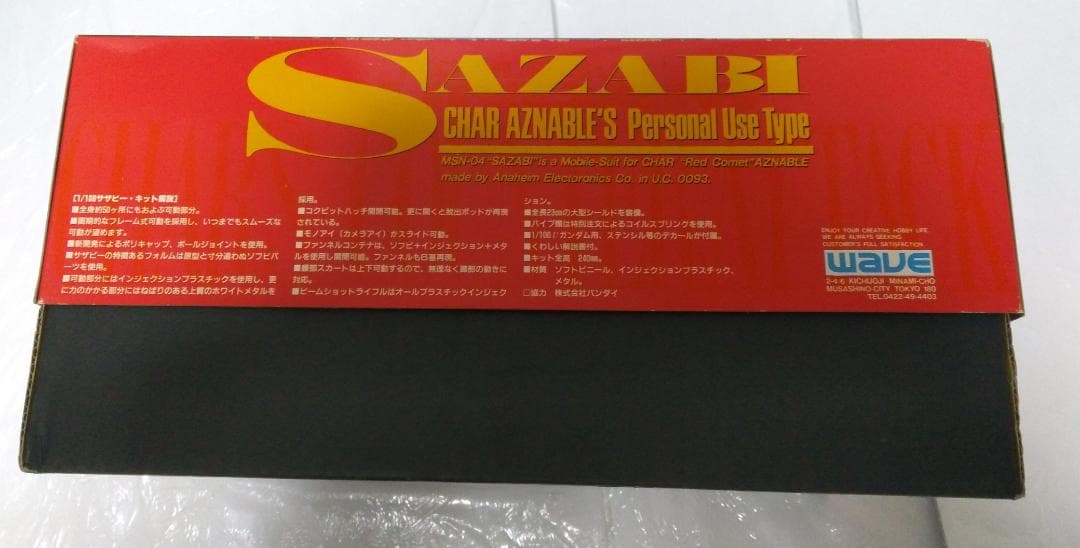 SAZABI
CHAR AZNABLE'S Personal Use Type
MSN-04 "SAZABI" is a Mobile-Suit for CHAR "Red Comet" AZNABLE
made by Anaheim Electoronics Co. in U.C. 0093.
【1/100サザビー・キット解説】
■全身約50ヶ所にもおよぶ可動部分。
■画期的なフレーム式可動を採用し、いつまでもスムーズな
可動が望めます。
■新開発によるポリキャップ、ボールジョイントを使用。
■サザビーの特徴あるフォルムは原型と寸分違わぬソフビパ
ーツを使用。
■可動部分にはインジェクションプラスチックを使用し、更
に力のかかる部分にはねばりのある上質のホワイトメタルを
採用。
■コクピットハッチ開閉可能。更に開くと脱出ポッドが再現
されている。
■モノアイ（カメラアイ）がスライド可動。
■ファンネルコンテナは、ソフビ+インジェクション+メタ
ルを使用し開閉可能。ファンネルも6基再現。
■腰部スカートは上下可動するので、無理なく脚部の動きに
対応。
■ビームショットライフルはオールプラスチックインジェク
ション。
■全長23cmの大型シールドを装備。
■パイプ類は特別注文によるコイルスプリングを使用。
■1/100「ガンダム用、ステンシル等のデカールが付属。
■くわしい解説書付。
■キット全高 240mm。
■材質 ソフトビニール、インジェクションプラスチック、
メタル。
□協力 株式会社バンダイ
ENJOY YOUR CREATIVE HOBBY LIFE.
WE ARE ALWAYS SEEKING
CUSTOMER'S FULL SATISFACTION
wave
2-4-6 KICHIJOJI MINAMI-CHO
MUSASHINO-CITY TOKYO 180
TEL.0422-49-4403